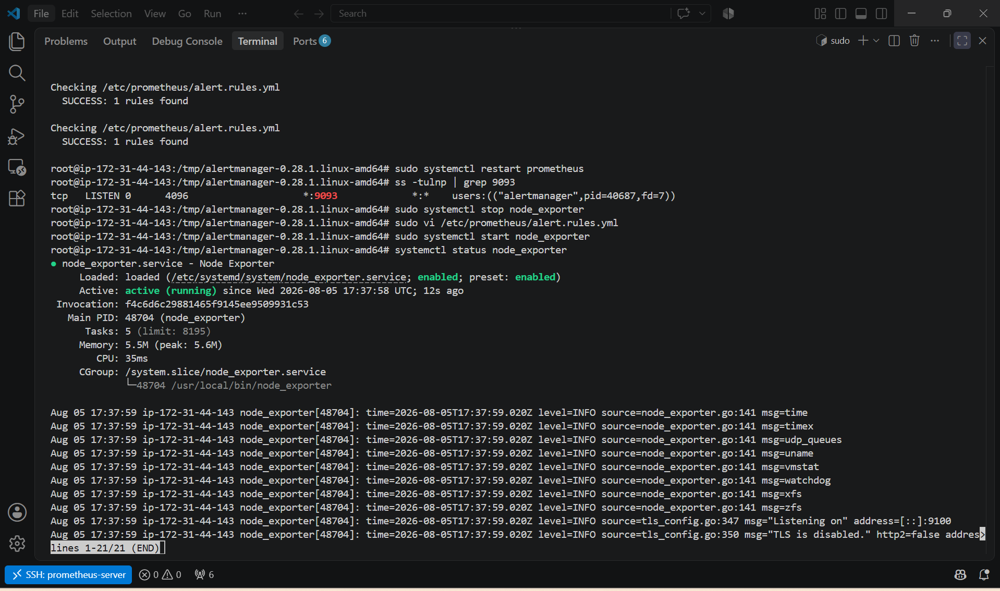 File Edit Selection View Go Run ··· Search
Problems Output Debug Console Terminal Ports 6 sudo
Checking /etc/prometheus/alert.rules.yml
  SUCCESS: 1 rules found
Checking /etc/prometheus/alert.rules.yml
  SUCCESS: 1 rules found
root@ip-172-31-44-143:/tmp/alertmanager-0.28.1.linux-amd64# sudo systemctl restart prometheus
root@ip-172-31-44-143:/tmp/alertmanager-0.28.1.linux-amd64# ss -tulnp | grep 9093
tcp   LISTEN 0      4096                    *:9093             *:*    users:(("alertmanager",pid=40687,fd=7))
root@ip-172-31-44-143:/tmp/alertmanager-0.28.1.linux-amd64# sudo systemctl stop node_exporter
root@ip-172-31-44-143:/tmp/alertmanager-0.28.1.linux-amd64# sudo vi /etc/prometheus/alert.rules.yml
root@ip-172-31-44-143:/tmp/alertmanager-0.28.1.linux-amd64# sudo systemctl start node_exporter
root@ip-172-31-44-143:/tmp/alertmanager-0.28.1.linux-amd64# systemctl status node_exporter
● node_exporter.service - Node Exporter
     Loaded: loaded (/etc/systemd/system/node_exporter.service; enabled; preset: enabled)
     Active: active (running) since Wed 2026-08-05 17:37:58 UTC; 12s ago
 Invocation: f4c6d6c29881465f9145ee9509931c53
   Main PID: 48704 (node_exporter)
      Tasks: 5 (limit: 8195)
     Memory: 5.5M (peak: 5.6M)
        CPU: 35ms
     CGroup: /system.slice/node_exporter.service
             └─48704 /usr/local/bin/node_exporter
Aug 05 17:37:59 ip-172-31-44-143 node_exporter[48704]: time=2026-08-05T17:37:59.020Z level=INFO source=node_exporter.go:141 msg=time
Aug 05 17:37:59 ip-172-31-44-143 node_exporter[48704]: time=2026-08-05T17:37:59.020Z level=INFO source=node_exporter.go:141 msg=timex
Aug 05 17:37:59 ip-172-31-44-143 node_exporter[48704]: time=2026-08-05T17:37:59.020Z level=INFO source=node_exporter.go:141 msg=udp_queues
Aug 05 17:37:59 ip-172-31-44-143 node_exporter[48704]: time=2026-08-05T17:37:59.020Z level=INFO source=node_exporter.go:141 msg=uname
Aug 05 17:37:59 ip-172-31-44-143 node_exporter[48704]: time=2026-08-05T17:37:59.020Z level=INFO source=node_exporter.go:141 msg=vmstat
Aug 05 17:37:59 ip-172-31-44-143 node_exporter[48704]: time=2026-08-05T17:37:59.020Z level=INFO source=node_exporter.go:141 msg=watchdog
Aug 05 17:37:59 ip-172-31-44-143 node_exporter[48704]: time=2026-08-05T17:37:59.020Z level=INFO source=node_exporter.go:141 msg=xfs
Aug 05 17:37:59 ip-172-31-44-143 node_exporter[48704]: time=2026-08-05T17:37:59.020Z level=INFO source=node_exporter.go:141 msg=zfs
Aug 05 17:37:59 ip-172-31-44-143 node_exporter[48704]: time=2026-08-05T17:37:59.020Z level=INFO source=tls_config.go:347 msg="Listening on" address=[::]:9100
Aug 05 17:37:59 ip-172-31-44-143 node_exporter[48704]: time=2026-08-05T17:37:59.020Z level=INFO source=tls_config.go:350 msg="TLS is disabled." http2=false addres>
lines 1-21/21 (END)
SSH: prometheus-server 0 0 6